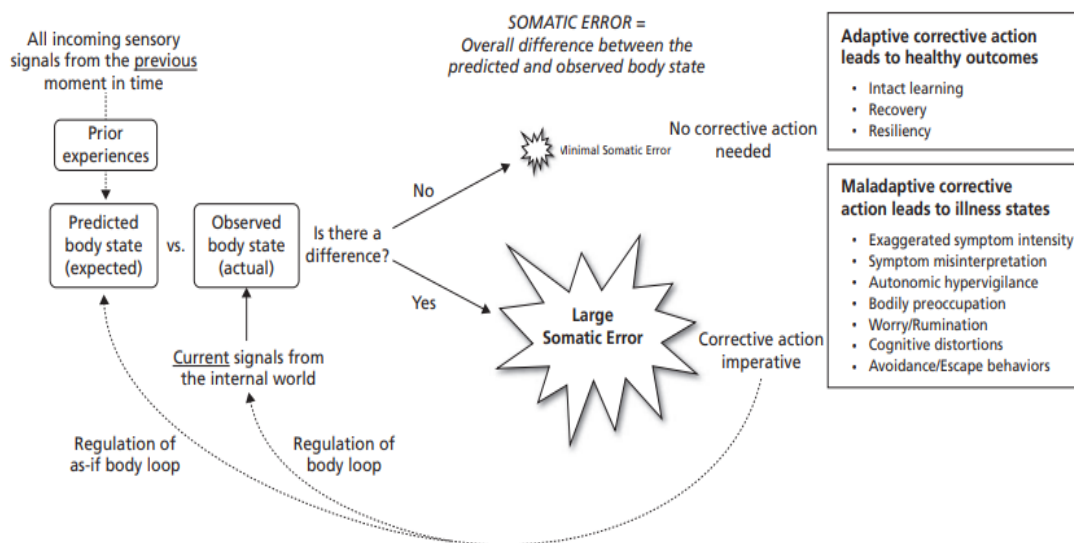 SOMATIC ERROR =
Overall difference between the
predicted and observed body state
All incoming sensory
signals from the previous
moment in time
Prior
experiences
Predicted
body state
(expected)
vs.
Observed
body state
(actual)
Is there a
difference?
No
Minimal Somatic Error
No corrective action
needed
Yes
Large
Somatic Error
Corrective action
imperative
Current signals from
the internal world
Regulation of
as-if body loop
Regulation of
body loop
Adaptive corrective action
leads to healthy outcomes
• Intact learning
• Recovery
• Resiliency
Maladaptive corrective
action leads to illness states
• Exaggerated symptom intensity
• Symptom misinterpretation
• Autonomic hypervigilance
• Bodily preoccupation
• Worry/Rumination
• Cognitive distortions
• Avoidance/Escape behaviors